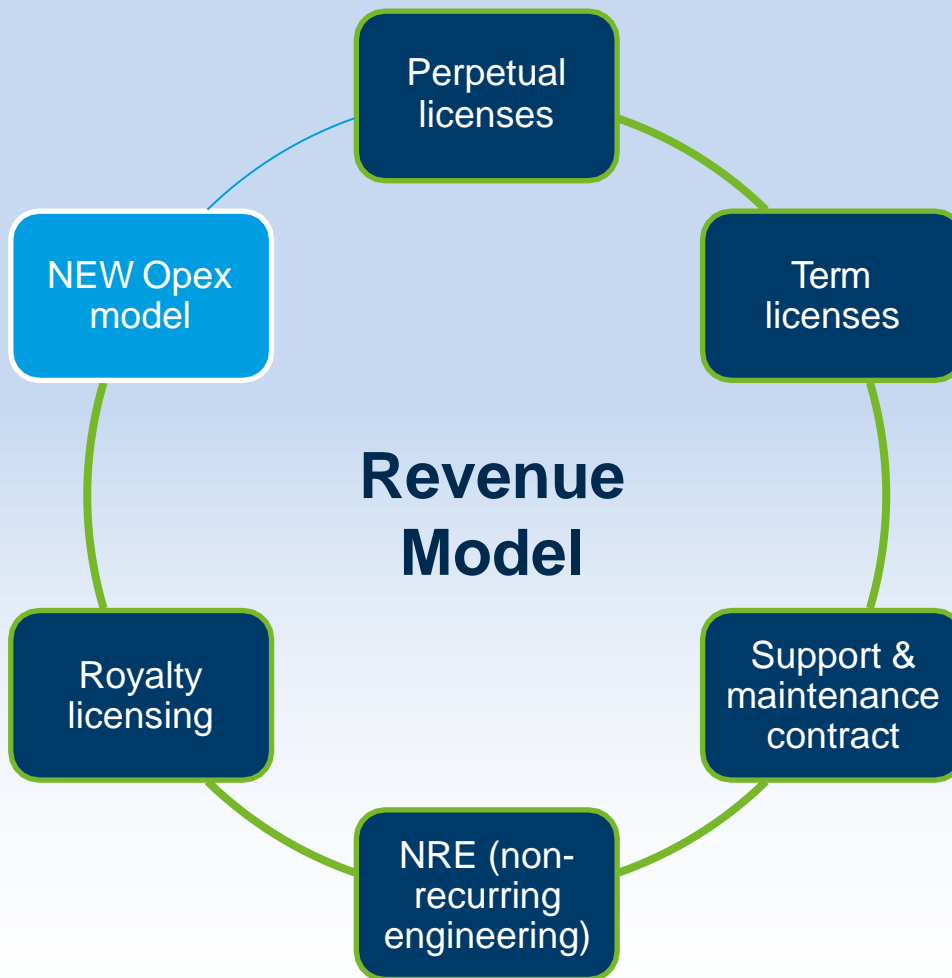 Perpetual
licenses
NEW Opex
model
Term
licenses
Revenue
Model
Royalty
licensing
Support &
maintenance
contract
NRE (non-
recurring
engineering)